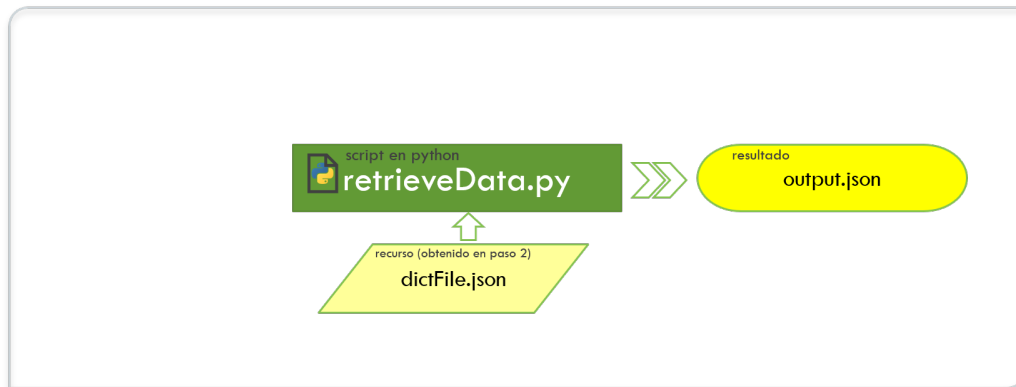 script en python
retrieveData.py
resultado
output.json
recurso (obtenido en paso 2)
dictFile.json